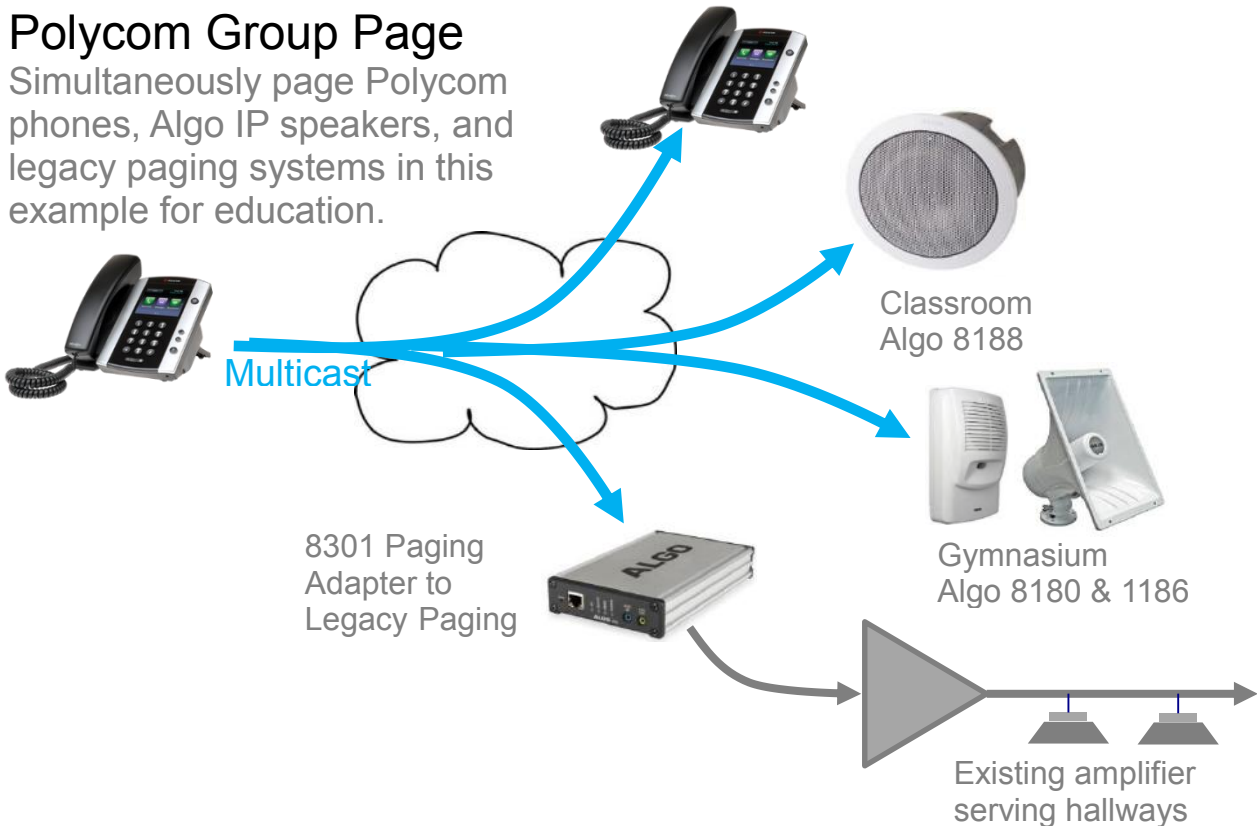 Polycom Group Page
Simultaneously page Polycom
phones, Algo IP speakers, and
legacy paging systems in this
example for education.
Multicast
Classroom
Algo 8188
Gymnasium
Algo 8180 & 1186
8301 Paging
Adapter to
Legacy Paging
ALGO
ALGO
Existing amplifier
serving hallways